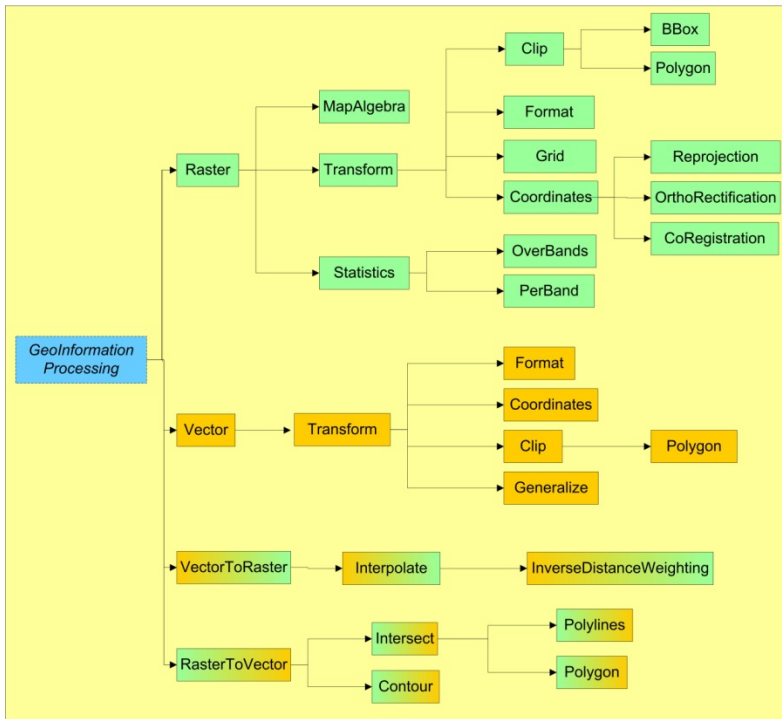 BBox
Clip
Polygon
MapAlgebra
Format
Grid
Reprojection
Raster
Transform
Coordinates
OrthoRectification
CoRegistration
OverBands
Statistics
PerBand
GeoInformation
Processing
Format
Coordinates
Vector
Transform
Clip
Polygon
Generalize
VectorToRaster
Interpolate
InverseDistanceWeighting
Polylines
Intersect
RasterToVector
Polygon
Contour